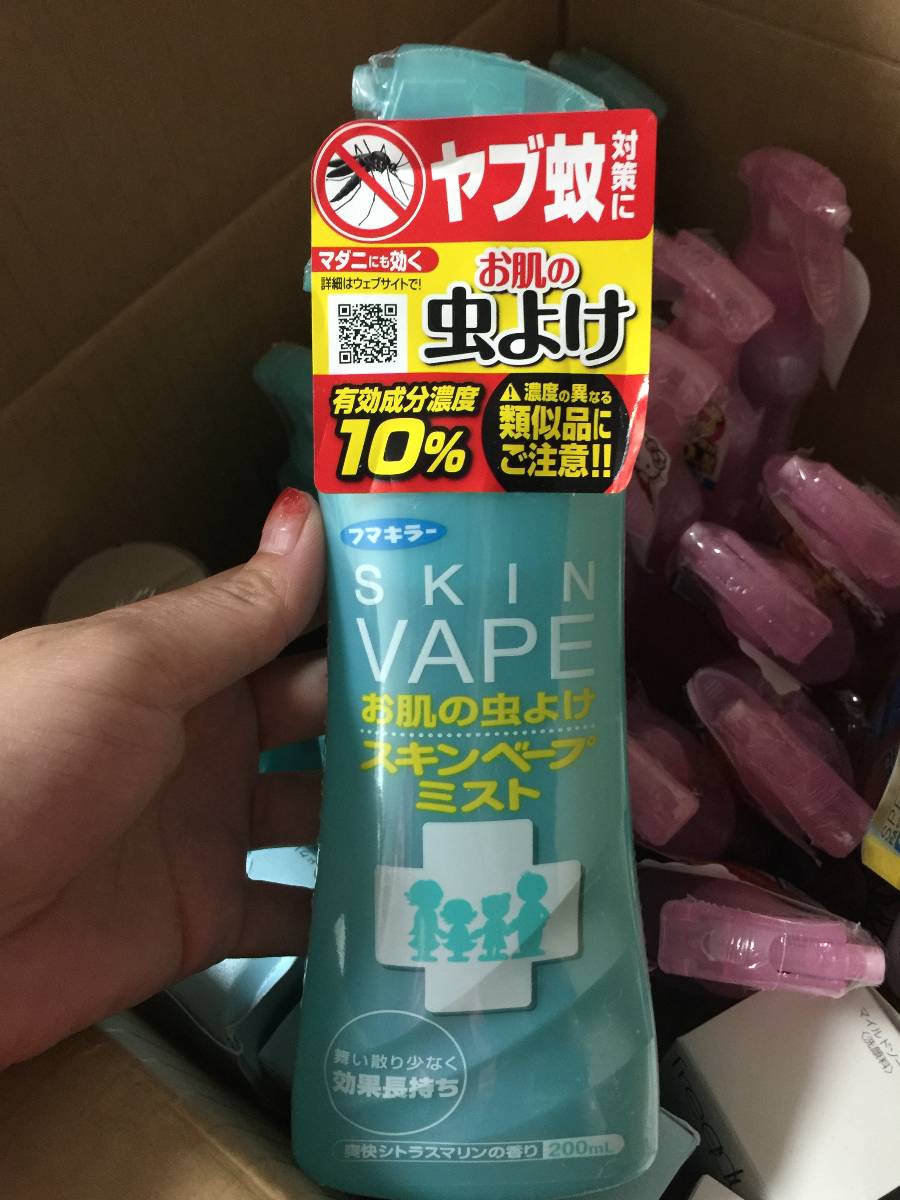 ヤブ蚊
対策に
マダニにも効く
詳細はウェブサイトで!
お肌の
虫よけ
有効成分濃度
10%
濃度の異なる
類似品に
ご注意!!
フマキラー
SKIN
VAPE
お肌の虫よけ
スキンベープ
ミスト
舞い散り少なく
効果長持ち
爽快シトラスマリンの香り 200mL